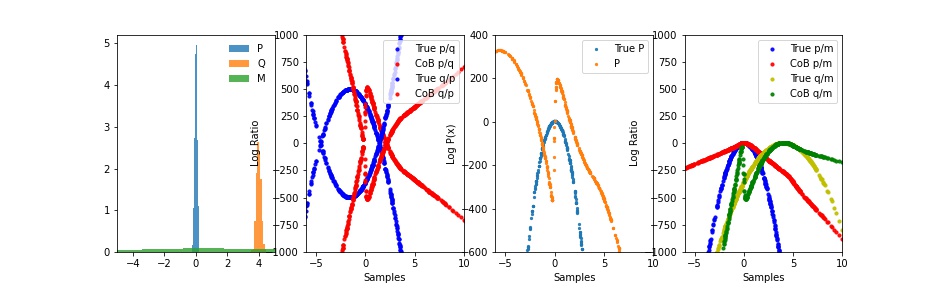 5
4
3
2
1
0
−4
−2
0
2
4
P
Q
M
Log Ratio
1000
750
500
250
0
−250
−500
−750
1000
−5
0
5
10
Samples
True p/q
CoB p/q
True q/p
CoB q/p
Log P(x)
400
200
0
−200
−400
−600
−5
0
5
10
Samples
True P
P
Log Ratio
1000
750
500
250
0
−250
−500
−750
1000
−5
0
5
10
Samples
True p/m
CoB p/m
True q/m
CoB q/m